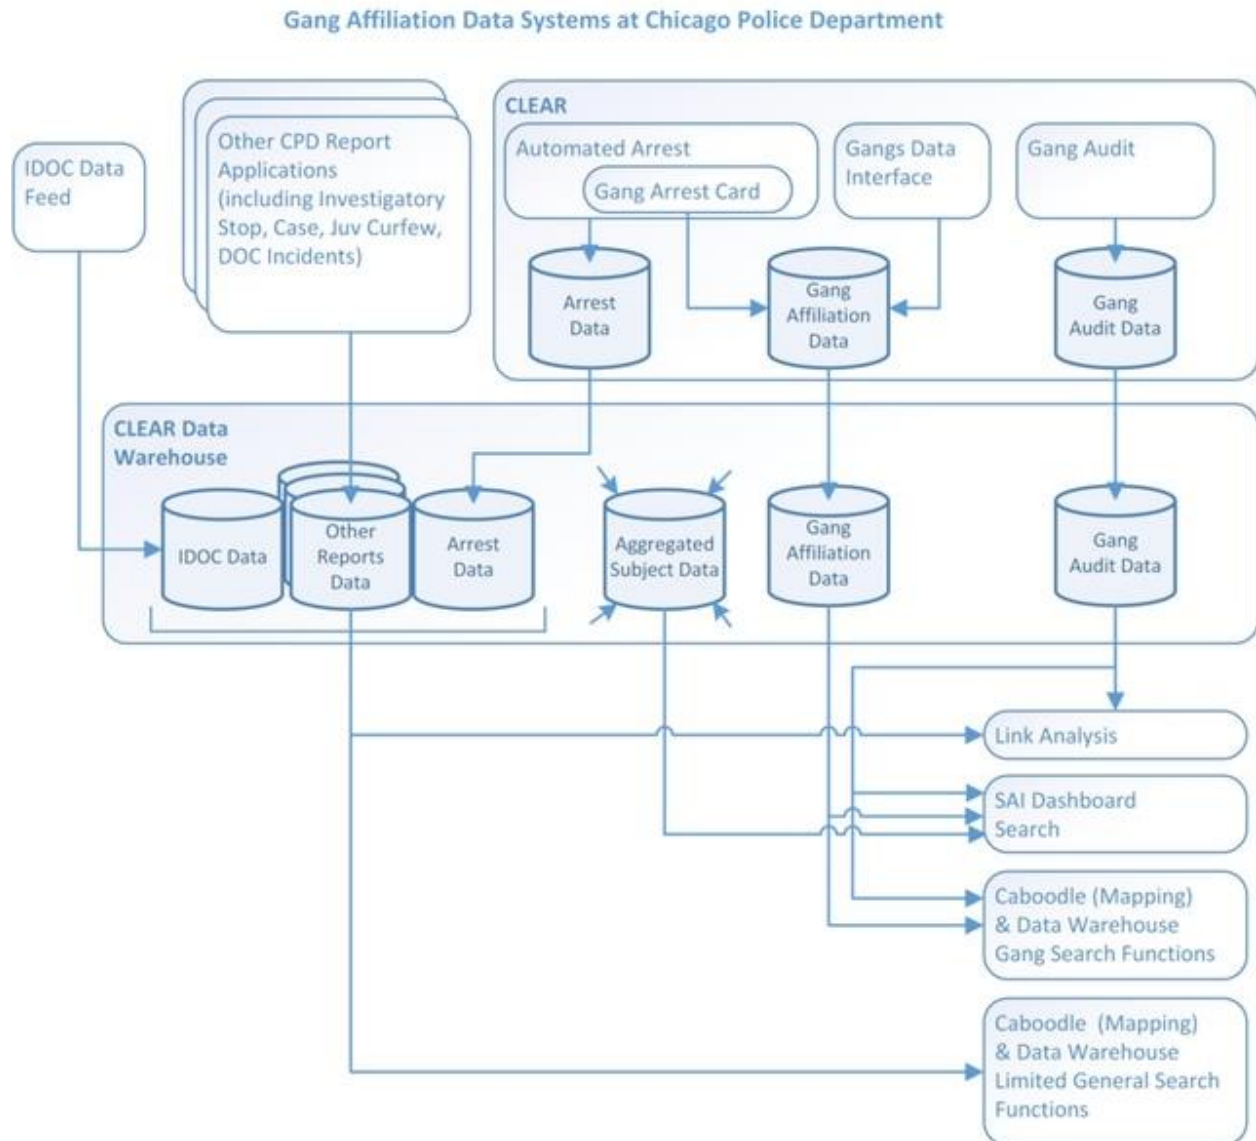 Gang Affiliation Data Systems at Chicago Police Department
IDOC Data
Feed
Other CPD Report
Applications
(including Investigatory
Stop, Case, Juv Curfew,
DOC Incidents)
CLEAR
Automated Arrest
Gang Arrest Card
Gangs Data
Interface
Gang Audit
Arrest
Data
Gang
Affiliation
Data
Gang
Audit Data
CLEAR Data
Warehouse
IDOC Data
Other
Reports
Data
Arrest
Data
Aggregated
Subject Data
Gang
Affiliation
Data
Gang
Audit Data
Link Analysis
SAI Dashboard
Search
Caboodle (Mapping)
& Data Warehouse
Gang Search Functions
Caboodle (Mapping)
& Data Warehouse
Limited General Search
Functions